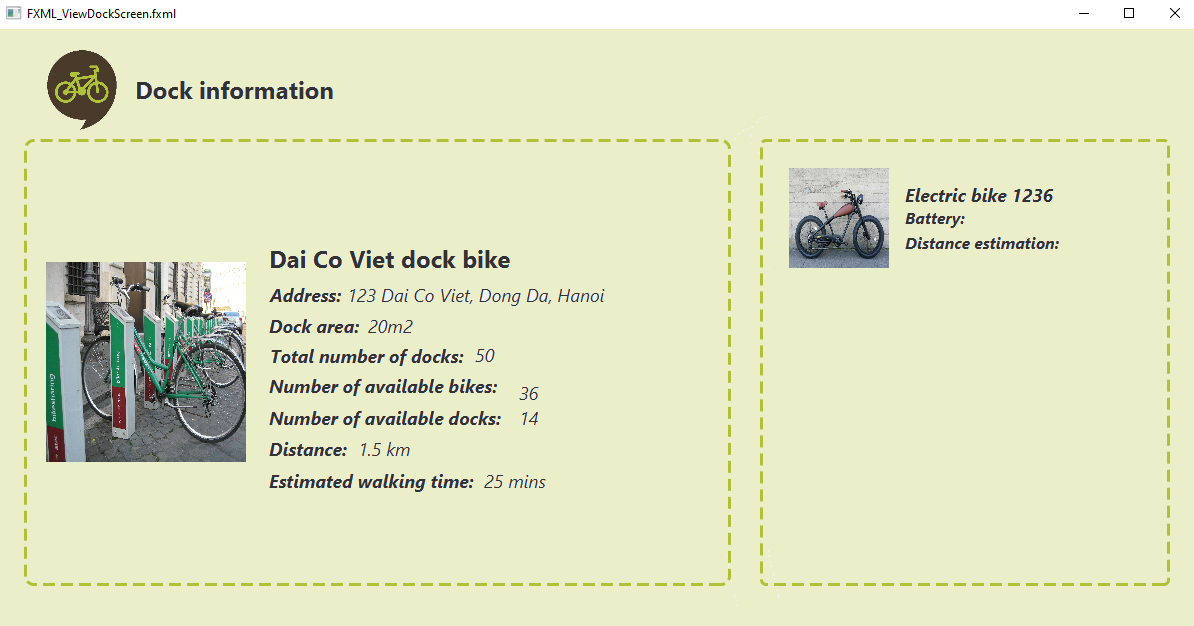 FXML_ViewDockScreen.fxml
Dock information
Dai Co Viet dock bike
Address: 123 Dai Co Viet, Dong Da, Hanoi
Dock area: 20m2
Total number of docks: 50
Number of available bikes: 36
Number of available docks: 14
Distance: 1.5 km
Estimated walking time: 25 mins
Electric bike 1236
Battery:
Distance estimation: